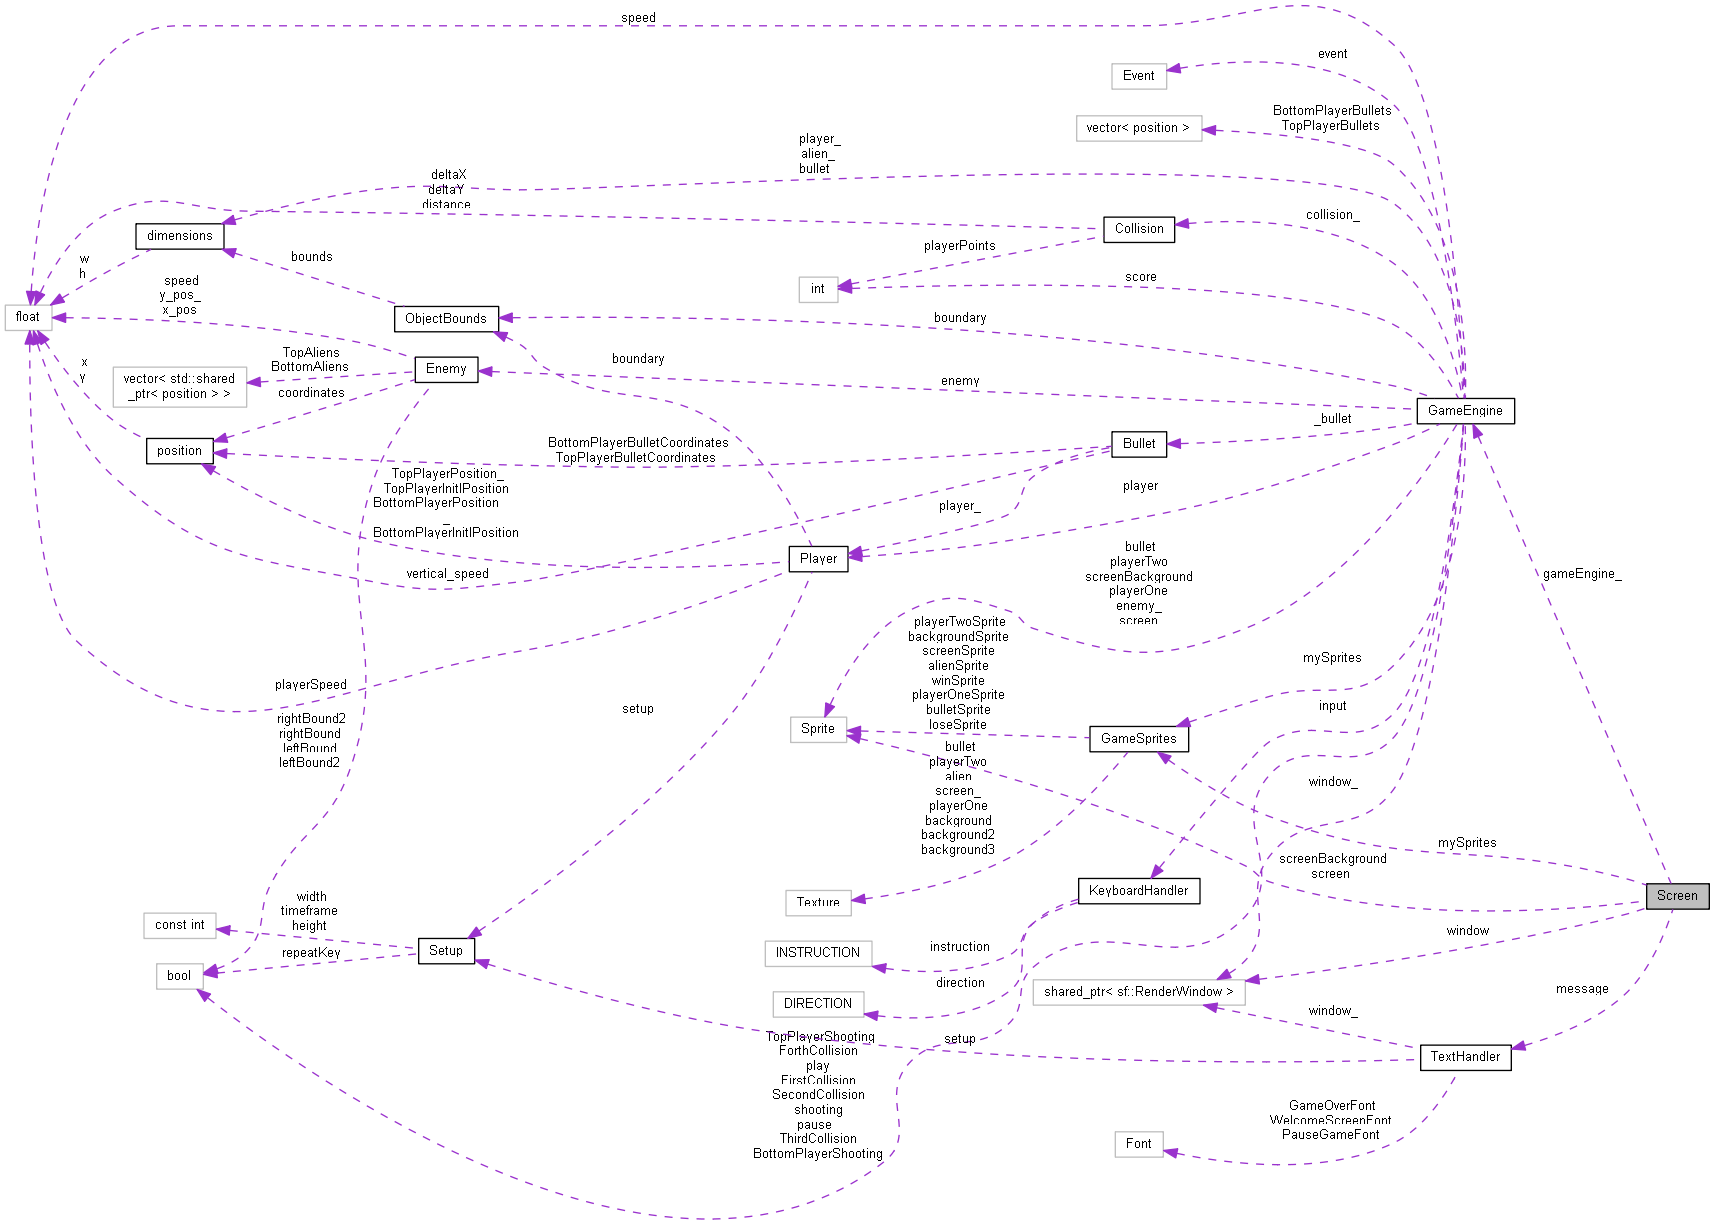 speed
event
Event
BottomPlayerBullets
TopPlayerBullets
vector< position >
player_
alien_
bullet
deltaX
deltaY
distance
collision_
Collision
dimensions
playerPoints
bounds
w
h
score
int
speed
y_pos_
x_pos
float
ObjectBounds
boundary
boundary
TopAliens
BottomAliens
Enemy
x
y
vector< std::shared
_ptr< position > >
coordinates
enemy
GameEngine
_bullet
Bullet
BottomPlayerBulletCoordinates
TopPlayerBulletCoordinates
position
TopPlayerPosition_
TopPlayerInitlPosition
BottomPlayerPosition
_
BottomPlayerInitlPosition
player
player_
Player
vertical_speed
bullet
playerTwo
screenBackground
playerOne
enemy_
screen
gameEngine_
playerTwoSprite
backgroundSprite
screenSprite
alienSprite
winSprite
playerOneSprite
bulletSprite
loseSprite
mySprites
playerSpeed
setup
input
rightBound2
rightBound
leftBound
leftBound2
Sprite
GameSprites
bullet
playerTwo
alien
screen_
playerOne
background
background2
background3
window_
mySprites
screenBackground
screen
KeyboardHandler
Screen
Texture
width
timeframe
height
const int
Setup
repeatKey
bool
INSTRUCTION
instruction
window
direction
DIRECTION
shared_ptr< sf::RenderWindow >
message
window_
setup
TextHandler
TopPlayerShooting
ForthCollision
play
FirstCollision
SecondCollision
shooting
pause
ThirdCollision
BottomPlayerShooting
GameOverFont
WelcomeScreenFont
PauseGameFont
Font